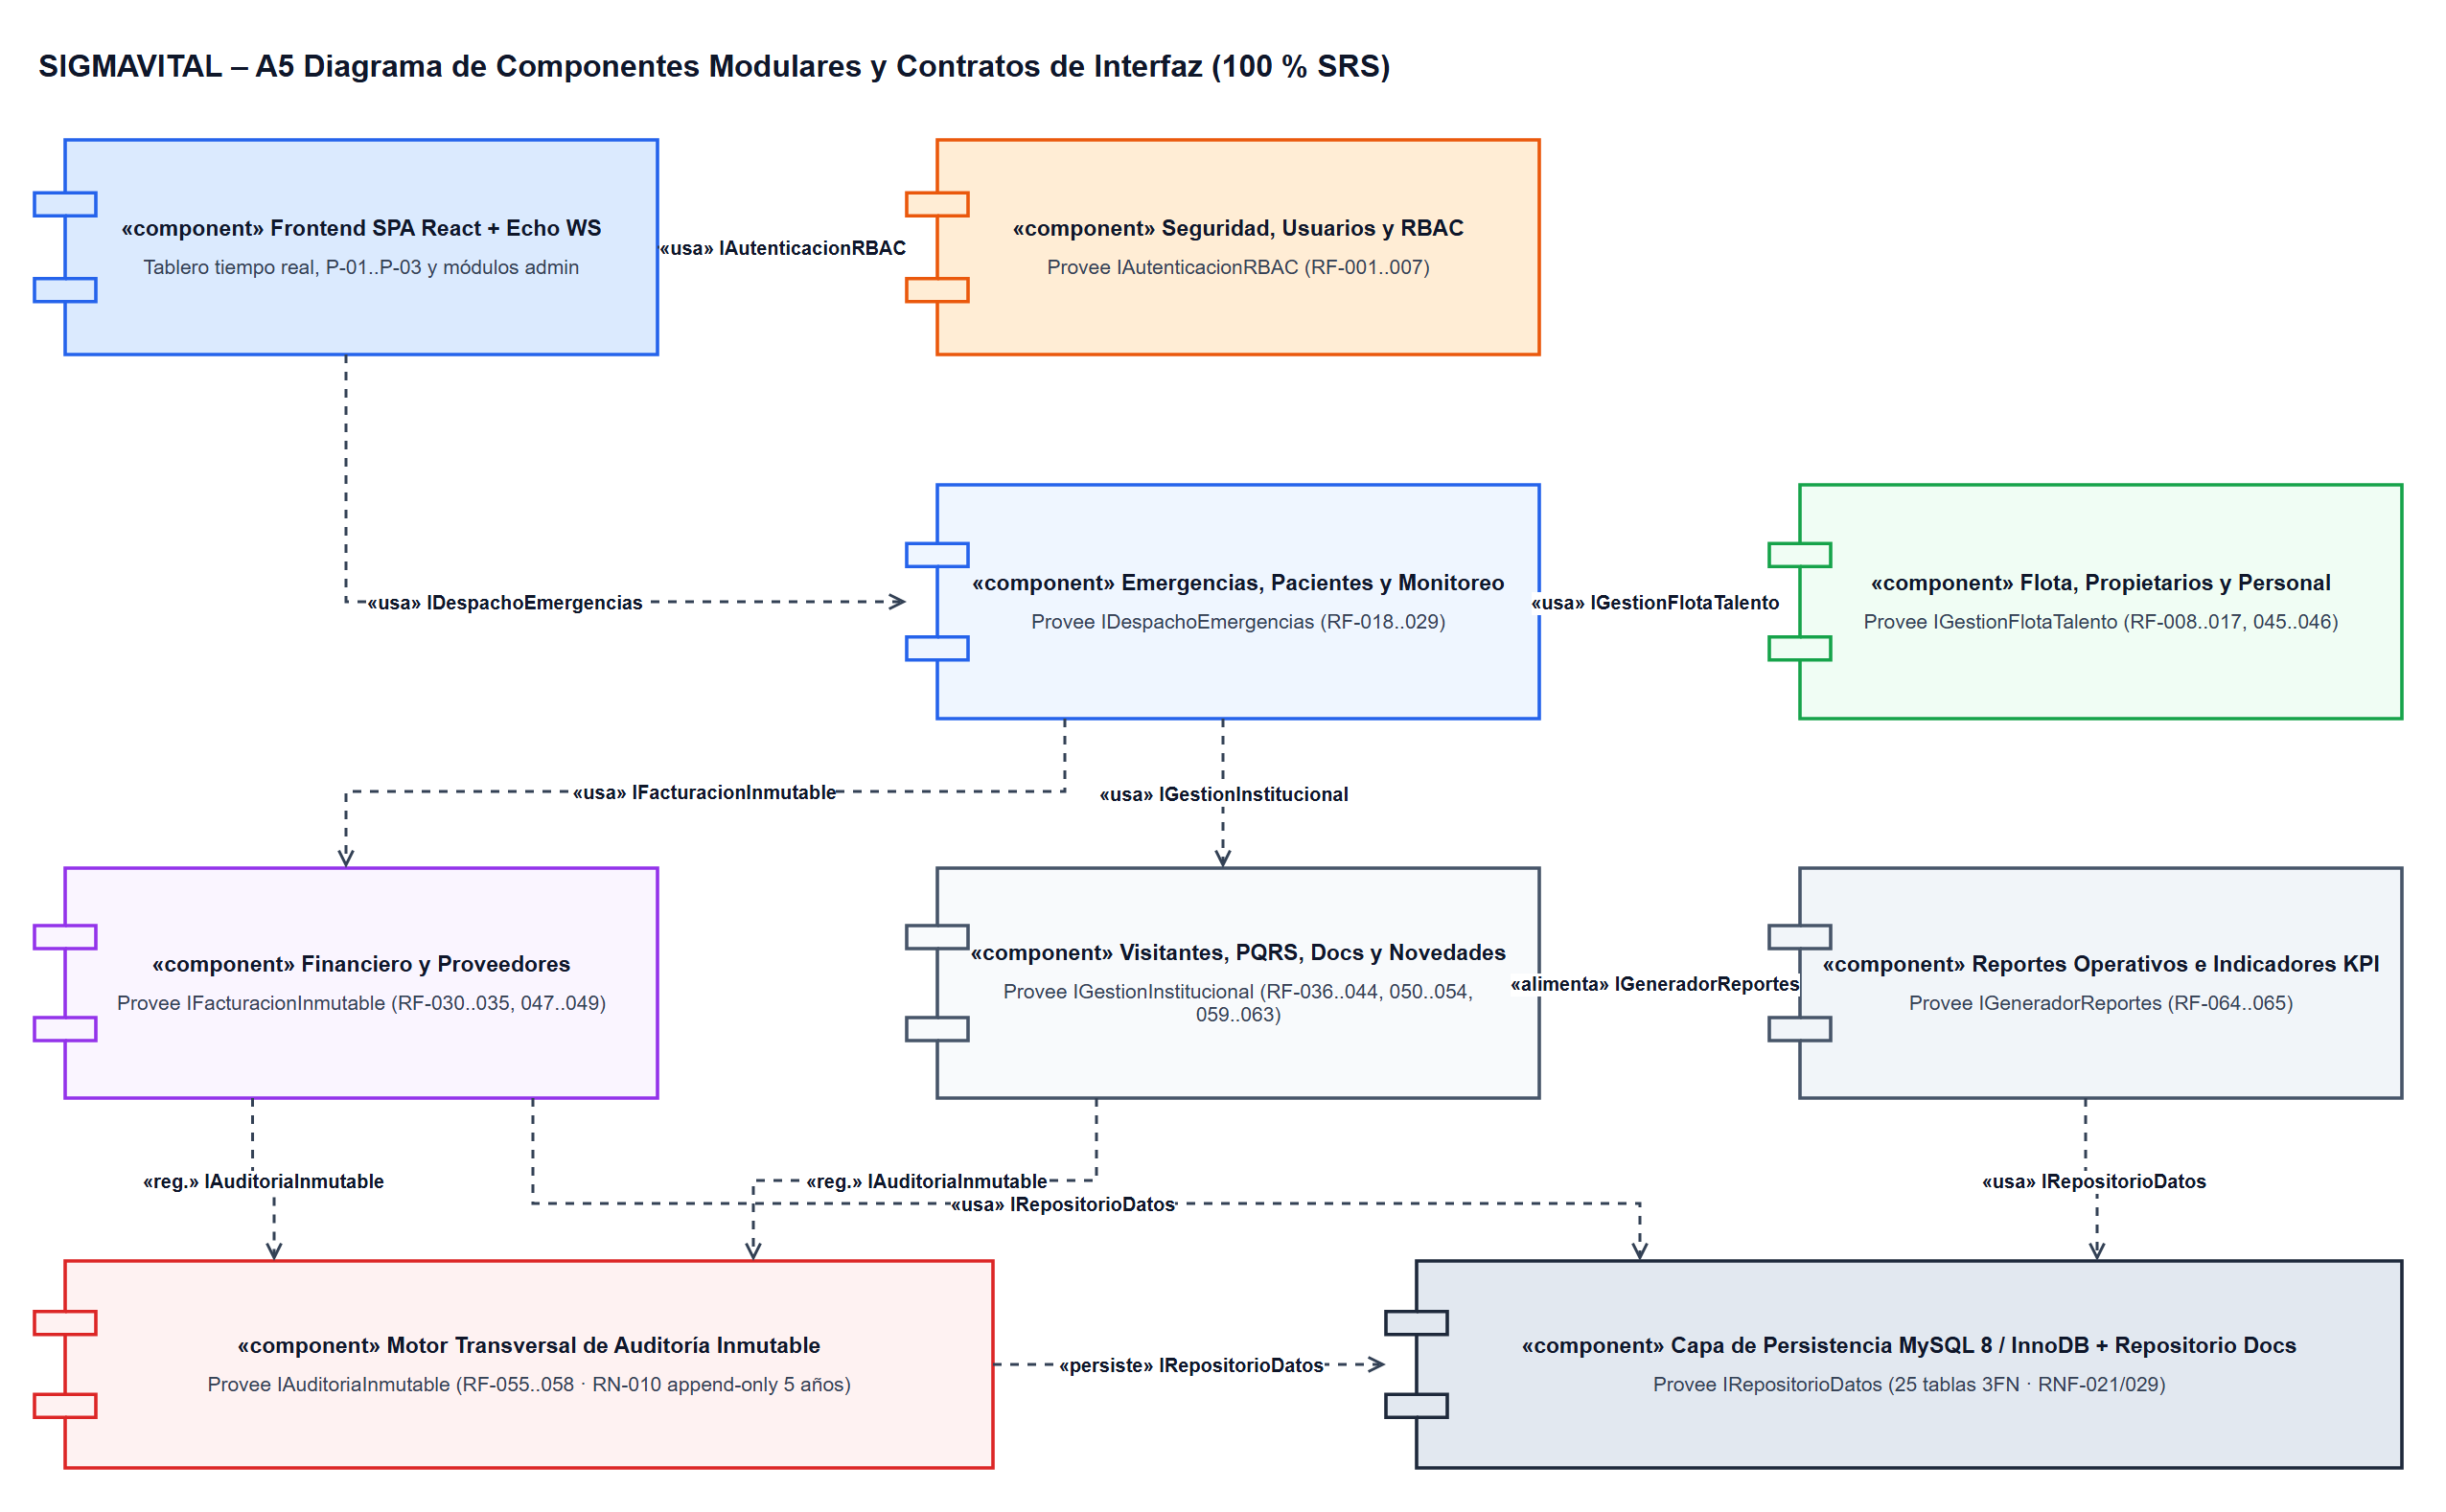 SIGMAVITAL – A5 Diagrama de Componentes Modulares y Contratos de Interfaz (100 % SRS)
«component» Frontend SPA React + Echo WS
Tablero tiempo real, P-01..P-03 y módulos admin
«usa» IAutenticacionRBAC
«component» Seguridad, Usuarios y RBAC
Provee IAutenticacionRBAC (RF-001..007)
«usa» IDespachoEmergencias
«component» Emergencias, Pacientes y Monitoreo
Provee IDespachoEmergencias (RF-018..029)
«usa» IGestionFlotaTalento
«component» Flota, Propietarios y Personal
Provee IGestionFlotaTalento (RF-008..017, 045..046)
«usa» IFacturacionInmutable
«usa» IGestionInstitucional
«component» Financiero y Proveedores
Provee IFacturacionInmutable (RF-030..035, 047..049)
«component» Visitantes, PQRS, Docs y Novedades
Provee IGestionInstitucional (RF-036..044, 050..054,
059..063)
«alimenta» IGeneradorReportes
«component» Reportes Operativos e Indicadores KPI
Provee IGeneradorReportes (RF-064..065)
«reg.» IAuditoriaInmutable
«reg.» IAuditoriaInmutable
«usa» IRepositorioDatos
«usa» IRepositorioDatos
«component» Motor Transversal de Auditoría Inmutable
Provee IAuditoriaInmutable (RF-055..058 · RN-010 append-only 5 años)
«persiste» IRepositorioDatos
«component» Capa de Persistencia MySQL 8 / InnoDB + Repositorio Docs
Provee IRepositorioDatos (25 tablas 3FN · RNF-021/029)